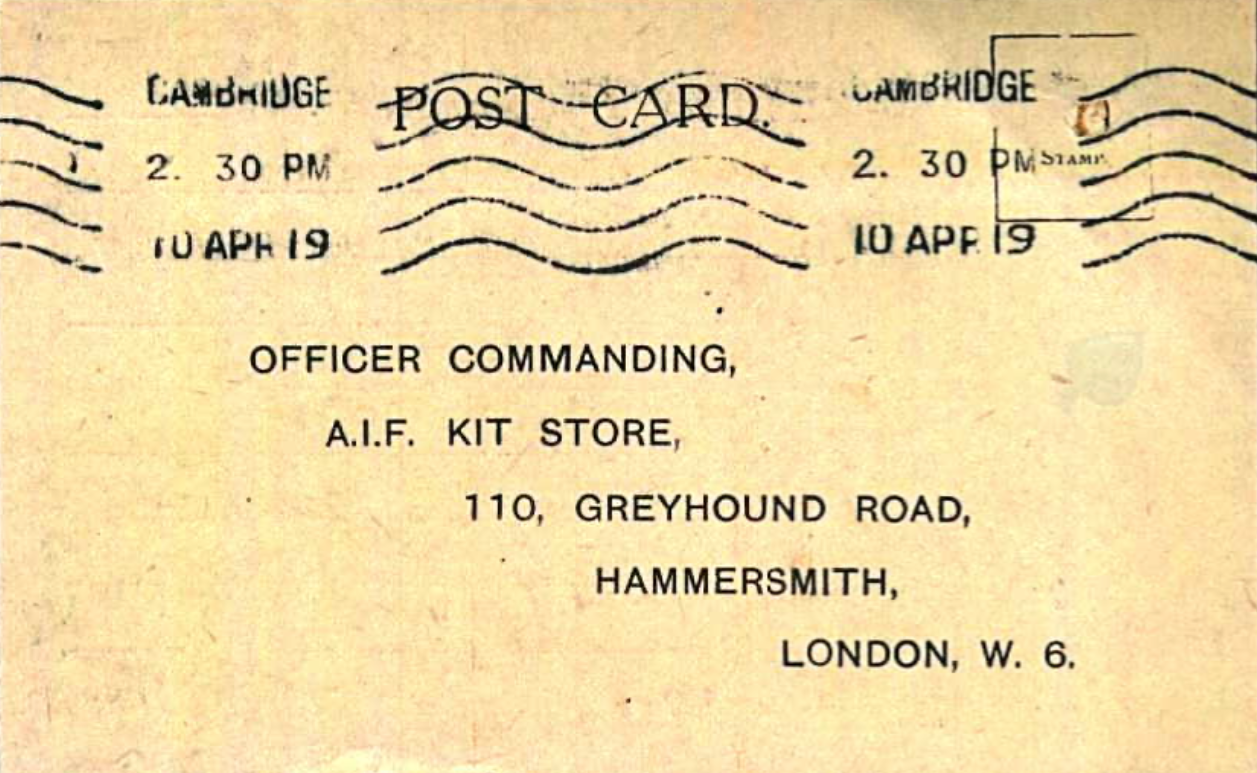 CAMBRIDGE POST CARD. CAMBRIDGE
2. 30 PM 2. 30 PM STAMP.
10 APR 19 10 APR 19
OFFICER COMMANDING,
A.I.F. KIT STORE,
110, GREYHOUND ROAD,
HAMMERSMITH,
LONDON, W. 6.